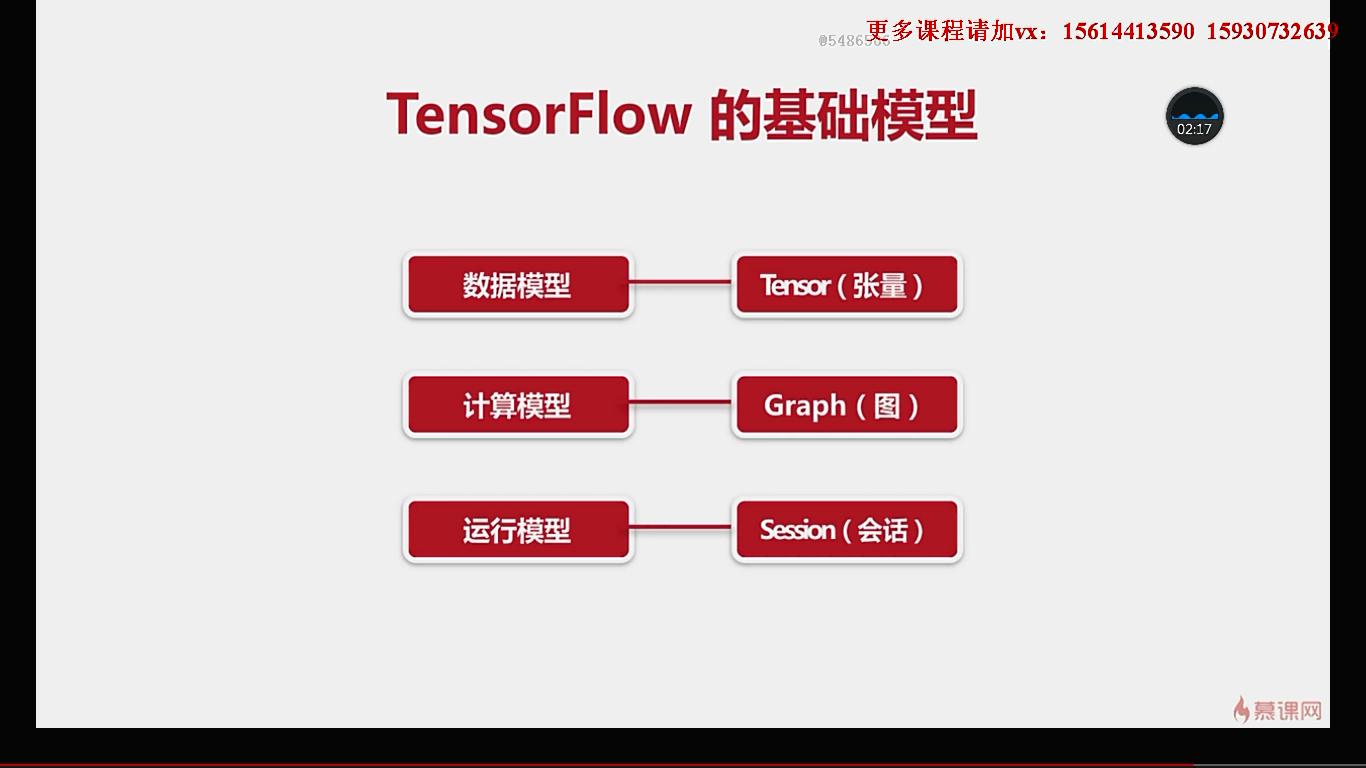 更多课程请加vx：15614413590 15930732639
TensorFlow 的基础模型
02:17
数据模型 Tensor（张量）
计算模型 Graph（图）
运行模型 Session（会话）
慕课网